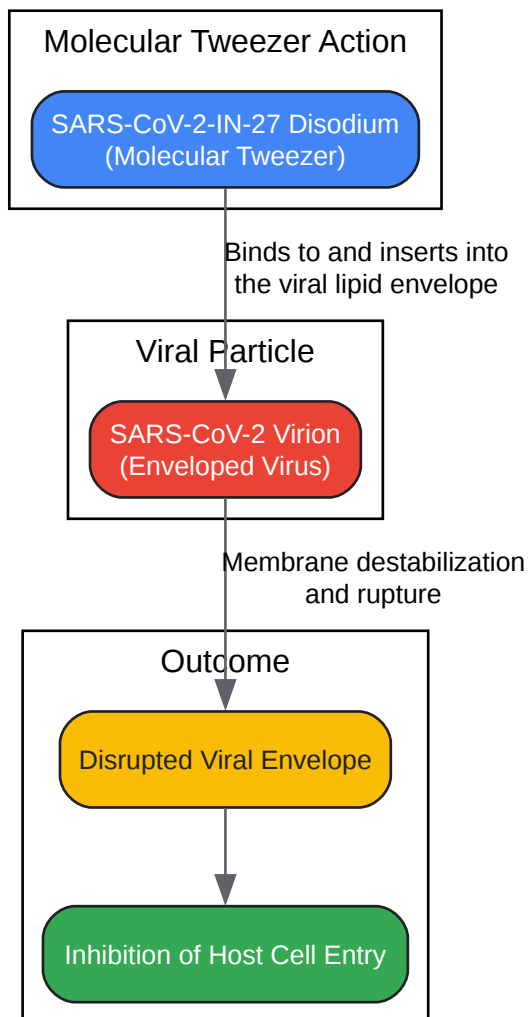 Molecular Tweezer Action
SARS-CoV-2-IN-27 Disodium
(Molecular Tweezer)
Binds to and inserts into
the viral lipid envelope
Viral Particle
SARS-CoV-2 Virion
(Enveloped Virus)
Membrane destabilization
and rupture
Outcome
Disrupted Viral Envelope
Inhibition of Host Cell Entry